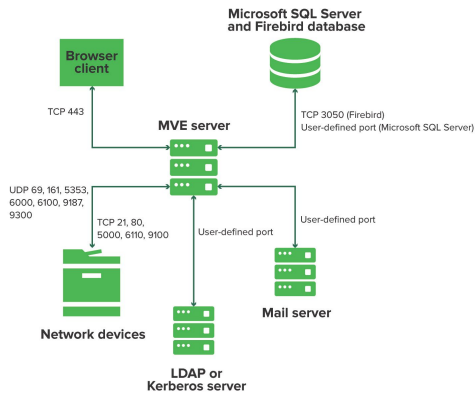 Microsoft SQL Server
and Firebird database
Browser
client
TCP 443
TCP 3050 (Firebird)
User-defined port (Microsoft SQL Server)
MVE server
UDP 69, 161, 5353,
6000, 6100, 9187,
9300
TCP 21, 80,
5000, 6110, 9100
User-defined port
User-defined port
Network devices
Mail server
LDAP or
Kerberos server